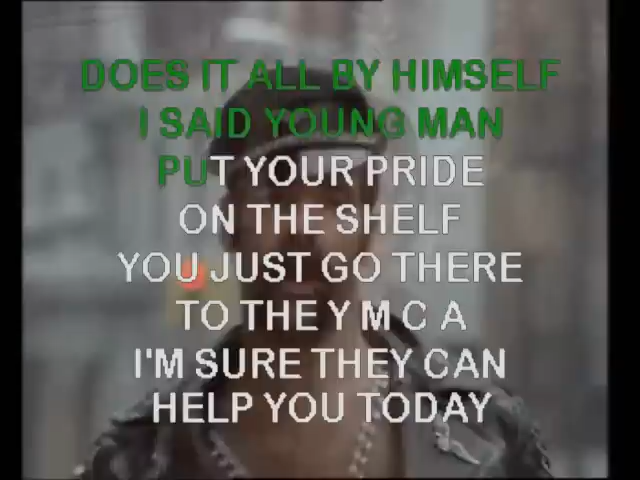 DOES IT ALL BY HIMSELF
I SAID YOUNG MAN
PUT YOUR PRIDE
ON THE SHELF
YOU JUST GO THERE
TO THE Y M C A
I'M SURE THEY CAN
HELP YOU TODAY